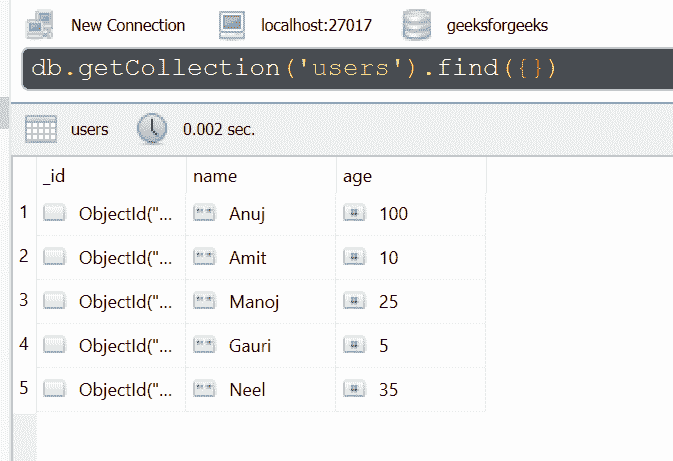 New Connection localhost:27017 geeksforgeeks
db.getCollection('users').find({})
users 0.002 sec.
_id name age
1 ObjectId("... Anuj 100
2 ObjectId("... Amit 10
3 ObjectId("... Manoj 25
4 ObjectId("... Gauri 5
5 ObjectId("... Neel 35